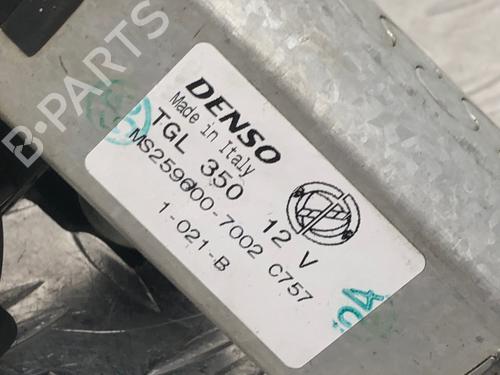 DENSO
Made in Italy
TGL 350 12 V
MS259600-7002 C757
1-021-B
B-PARTS